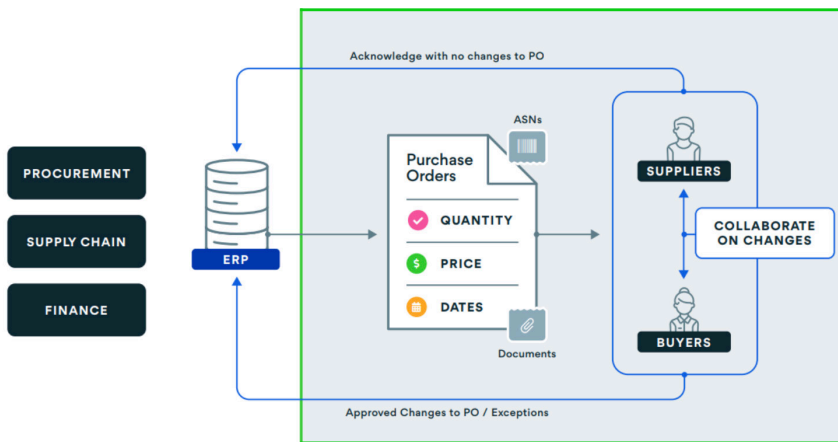 Acknowledge with no changes to PO
PROCUREMENT
SUPPLY CHAIN
FINANCE
ERP
ASNs
Purchase
Orders
QUANTITY
$
PRICE
DATES
Documents
SUPPLIERS
COLLABORATE
ON CHANGES
BUYERS
Approved Changes to PO / Exceptions